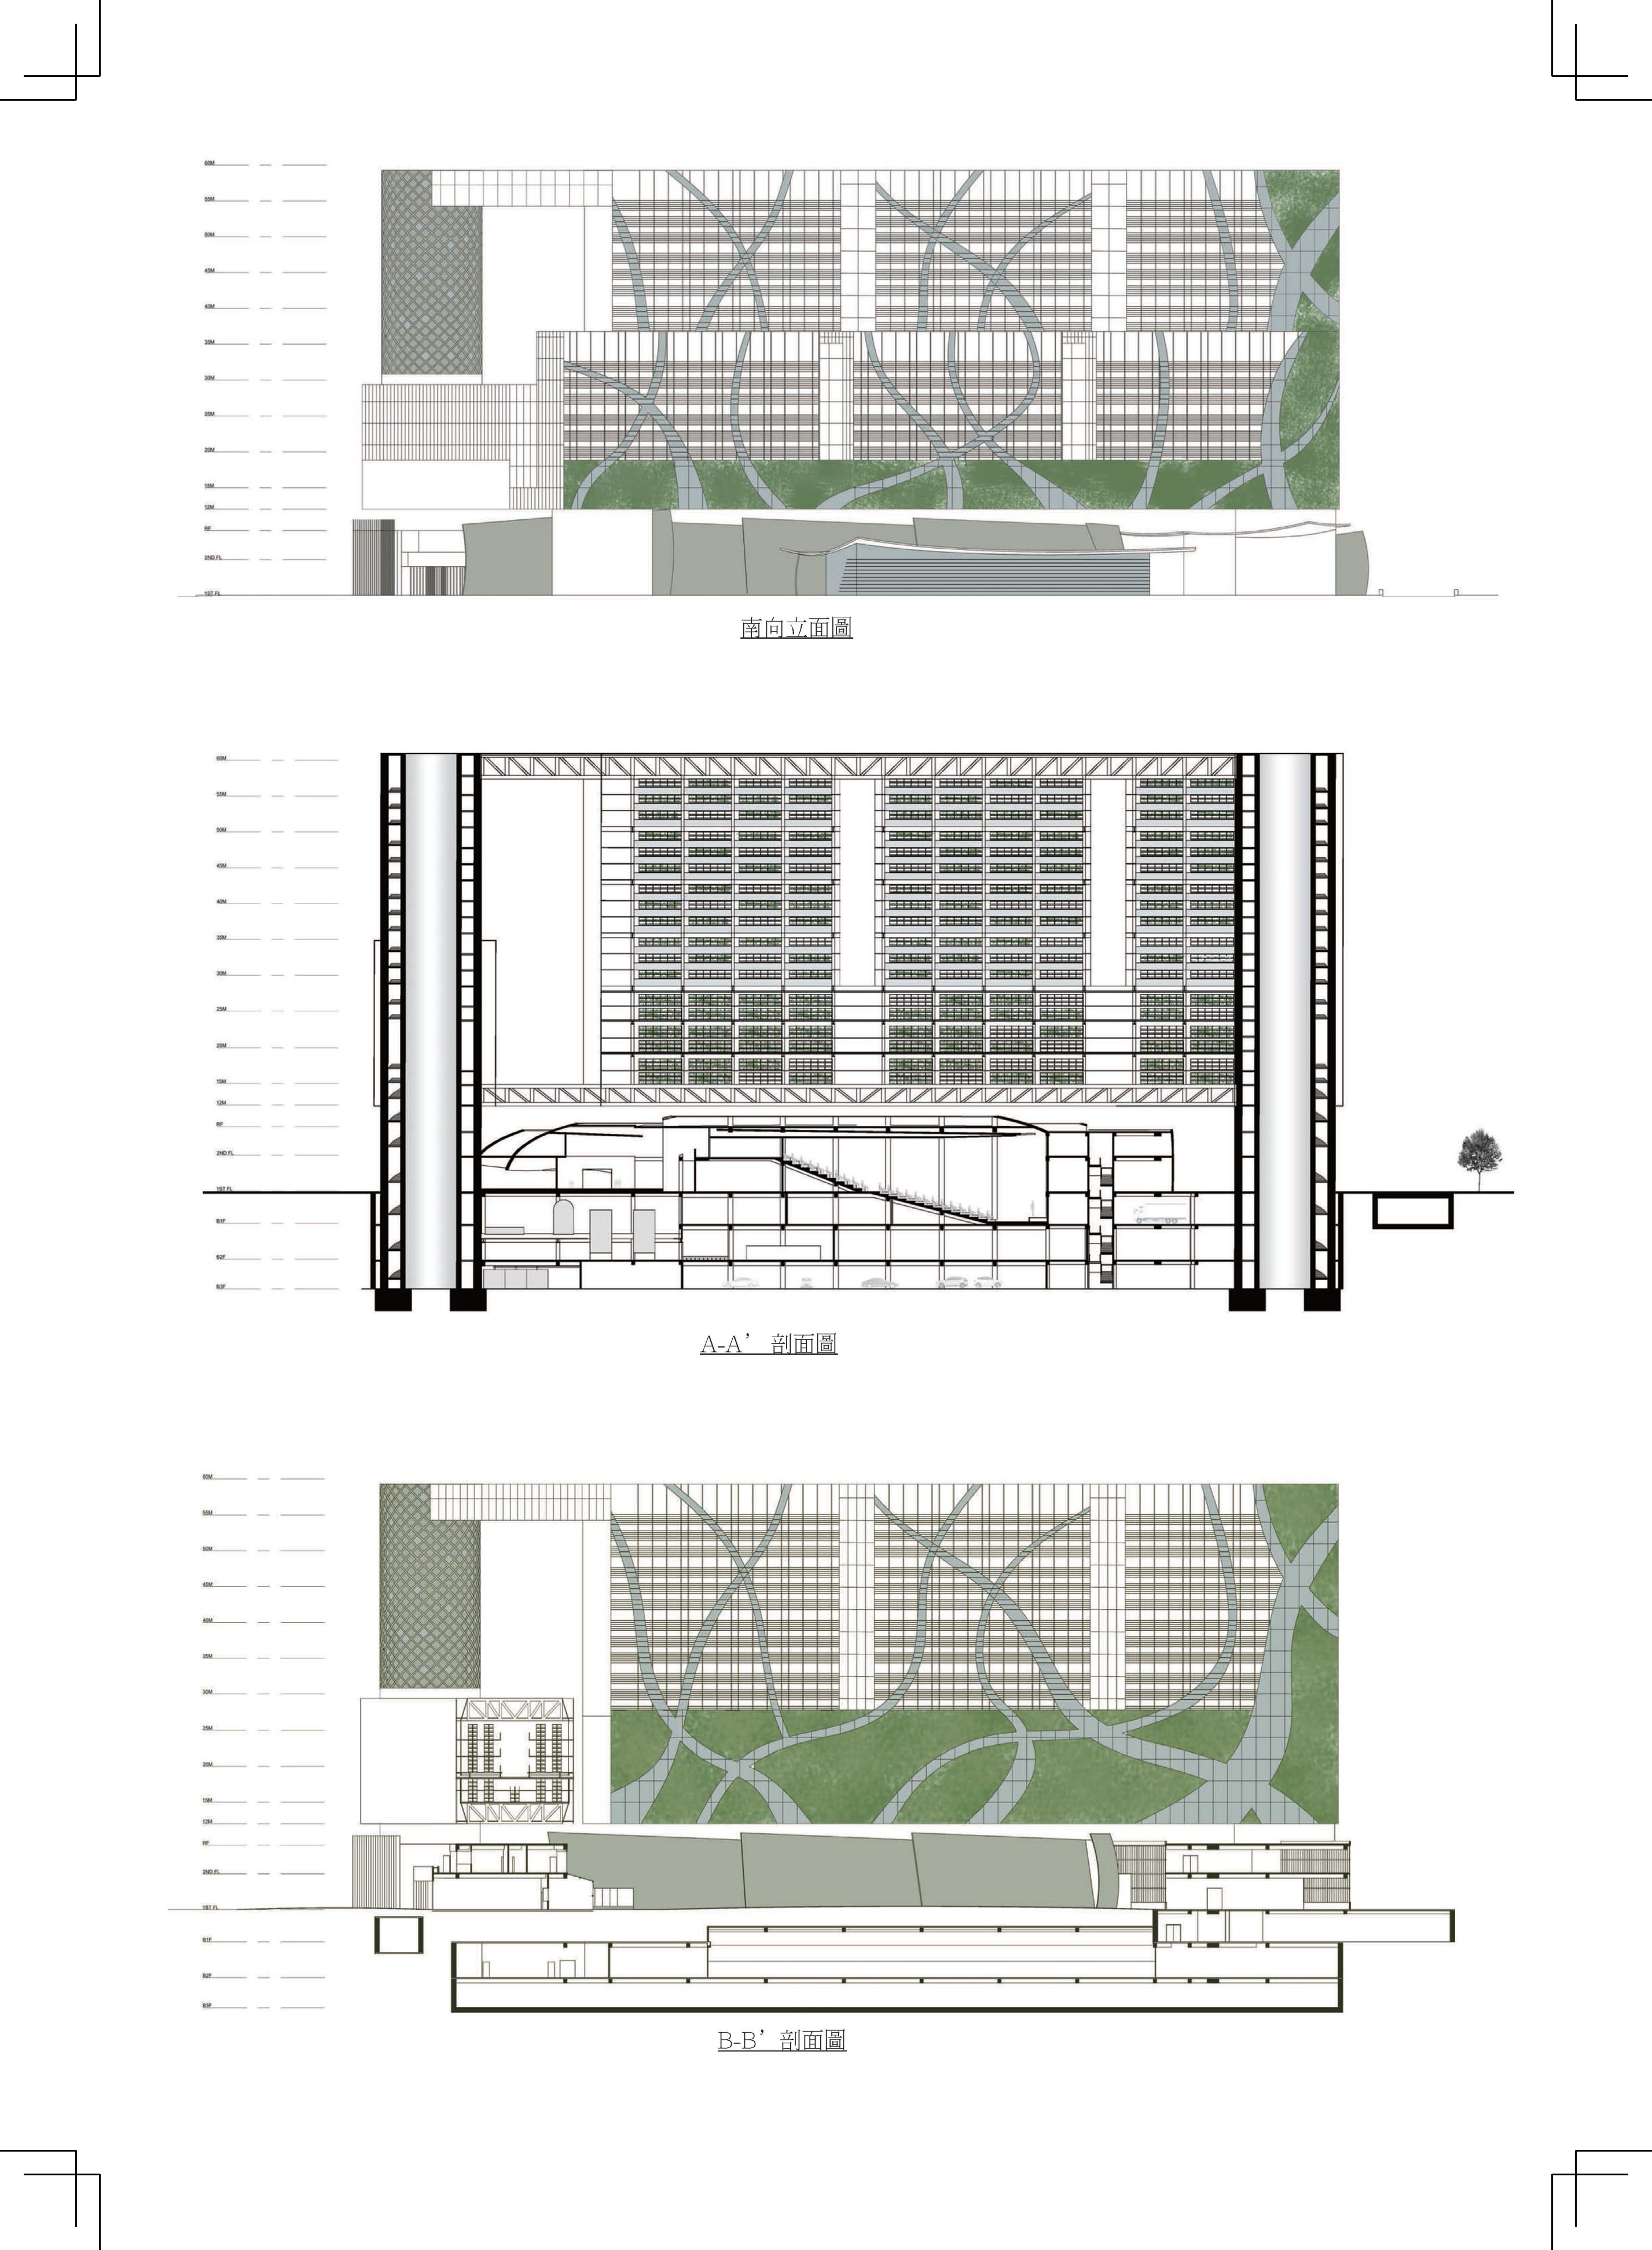 60M
55M
50M
45M
40M
35M
30M
25M
20M
15M
12M
RF
2ND FL
1ST FL
南向立面圖
60M
55M
50M
45M
40M
35M
30M
25M
20M
15M
12M
RF
2ND FL
1ST FL
B1F
B2F
B3F
A-A’ 剖面圖
60M
55M
50M
45M
40M
35M
30M
25M
20M
15M
12M
RF
2ND FL
1ST FL
B1F
B2F
B3F
B-B’ 剖面圖